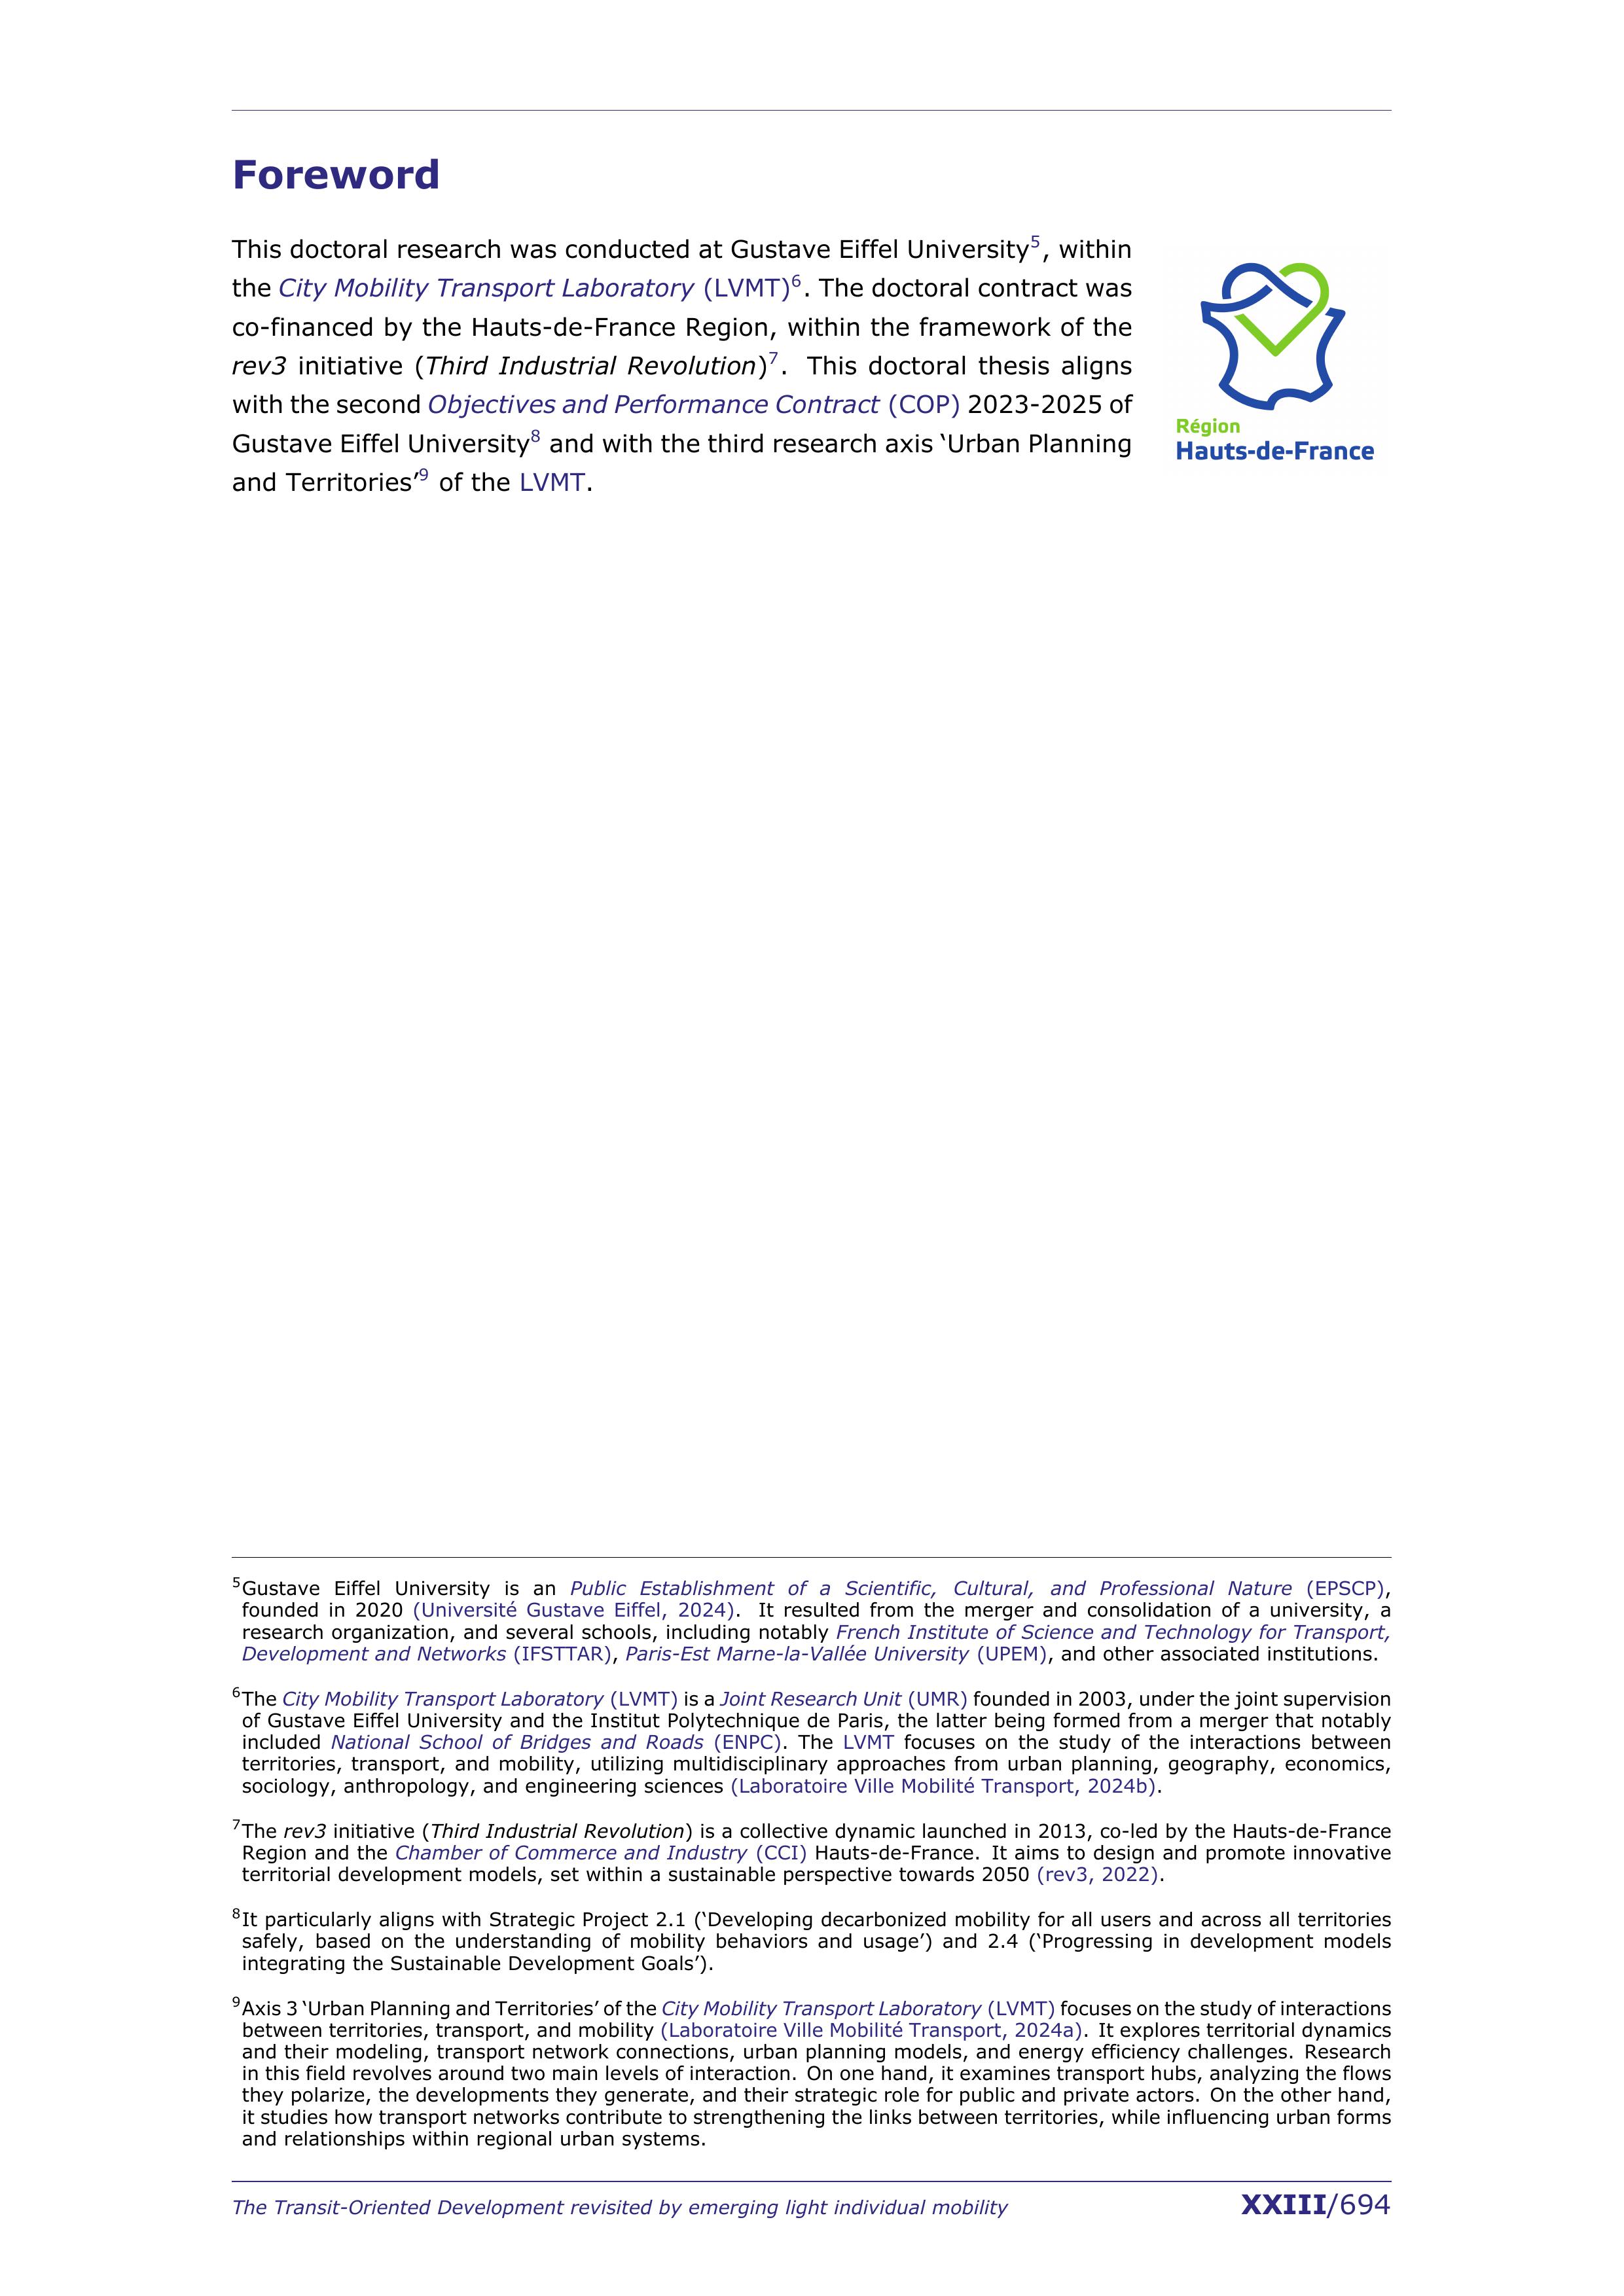 Foreword
This doctoral research was conducted at Gustave Eiffel University5, within
the City Mobility Transport Laboratory (LVMT)6. The doctoral contract was
co-financed by the Hauts-de-France Region, within the framework of the
rev3 initiative (Third Industrial Revolution)7. This doctoral thesis aligns
with the second Objectives and Performance Contract (COP) 2023-2025 of
Gustave Eiffel University8 and with the third research axis ‘Urban Planning
and Territories’9 of the LVMT.
Région
Hauts-de-France
5Gustave Eiffel University is an Public Establishment of a Scientific, Cultural, and Professional Nature (EPSCP),
founded in 2020 (Université Gustave Eiffel, 2024). It resulted from the merger and consolidation of a university, a
research organization, and several schools, including notably French Institute of Science and Technology for Transport,
Development and Networks (IFSTTAR), Paris-Est Marne-la-Vallée University (UPEM), and other associated institutions.
6The City Mobility Transport Laboratory (LVMT) is a Joint Research Unit (UMR) founded in 2003, under the joint supervision
of Gustave Eiffel University and the Institut Polytechnique de Paris, the latter being formed from a merger that notably
included National School of Bridges and Roads (ENPC). The LVMT focuses on the study of the interactions between
territories, transport, and mobility, utilizing multidisciplinary approaches from urban planning, geography, economics,
sociology, anthropology, and engineering sciences (Laboratoire Ville Mobilité Transport, 2024b).
7The rev3 initiative (Third Industrial Revolution) is a collective dynamic launched in 2013, co-led by the Hauts-de-France
Region and the Chamber of Commerce and Industry (CCI) Hauts-de-France. It aims to design and promote innovative
territorial development models, set within a sustainable perspective towards 2050 (rev3, 2022).
8It particularly aligns with Strategic Project 2.1 (‘Developing decarbonized mobility for all users and across all territories
safely, based on the understanding of mobility behaviors and usage’) and 2.4 (‘Progressing in development models
integrating the Sustainable Development Goals’).
9Axis 3 ‘Urban Planning and Territories’ of the City Mobility Transport Laboratory (LVMT) focuses on the study of interactions
between territories, transport, and mobility (Laboratoire Ville Mobilité Transport, 2024a). It explores territorial dynamics
and their modeling, transport network connections, urban planning models, and energy efficiency challenges. Research
in this field revolves around two main levels of interaction. On one hand, it examines transport hubs, analyzing the flows
they polarize, the developments they generate, and their strategic role for public and private actors. On the other hand,
it studies how transport networks contribute to strengthening the links between territories, while influencing urban forms
and relationships within regional urban systems.
The Transit-Oriented Development revisited by emerging light individual mobility
XXIII/694